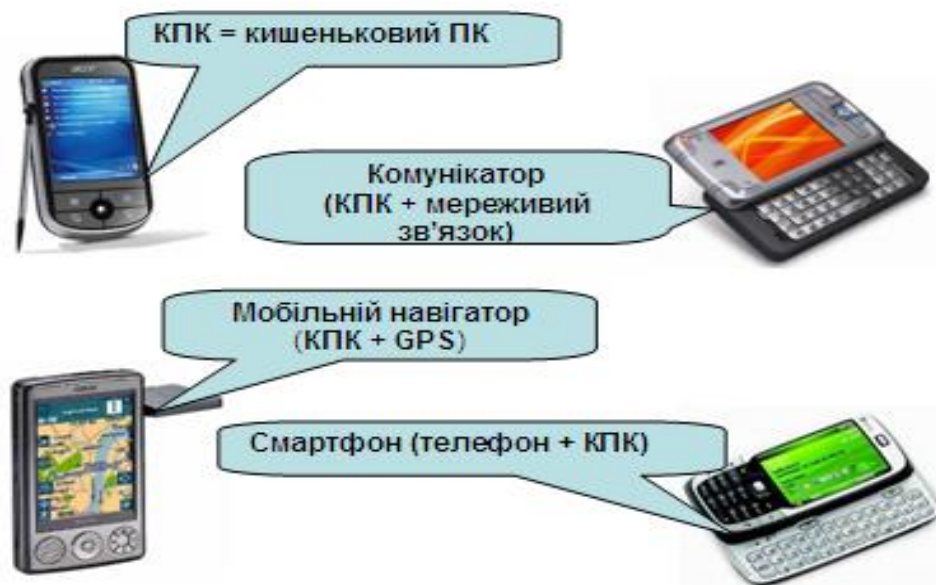 КПК = кишеньковий ПК
Комунікатор
(КПК + мереживий
зв'язок)
Мобільній навігатор
(КПК + GPS)
Смартфон (телефон + КПК)